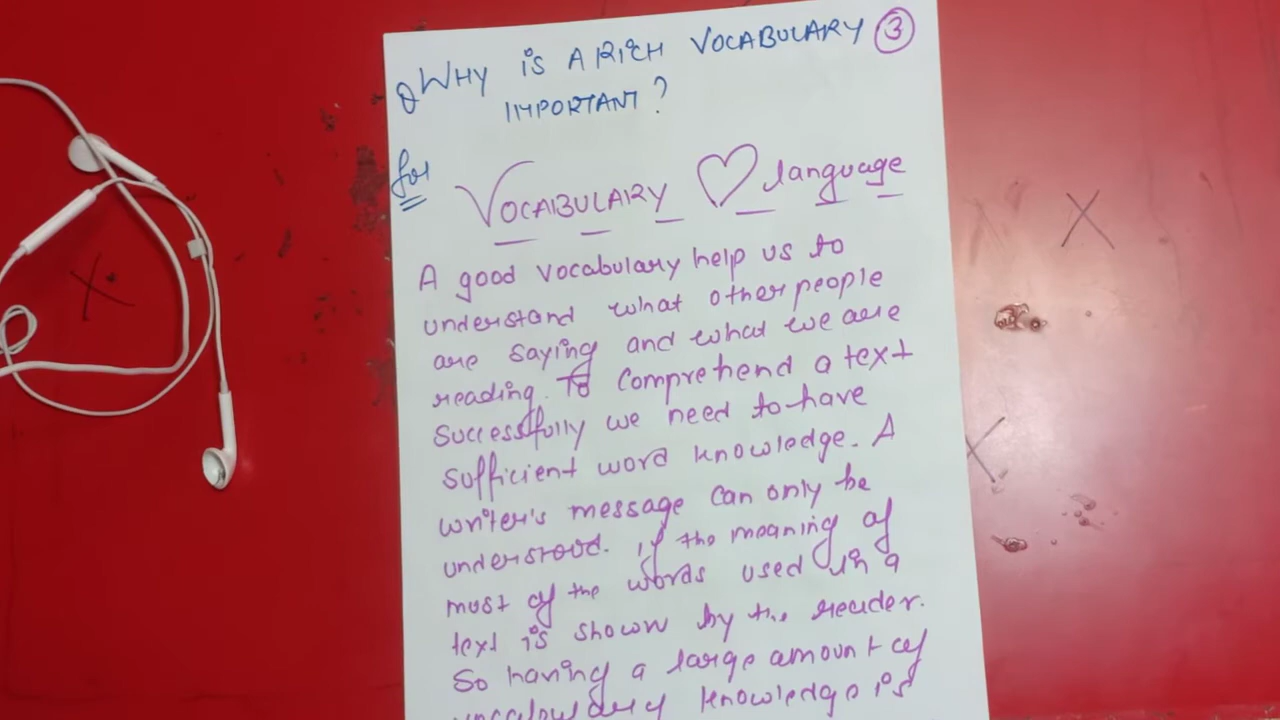 Q WHY IS A RICH VOCABULARY 3
IMPORTANT?
for
VOCABULARY ♡ language
A good vocabulary help us to
understand what other people
are saying and what we are
reading. To comprehend a text
successfully we need to have
sufficient word knowledge. A
writer's message can only be
understood. if the meaning of
most of the words used in a
text is shown by the reader.
So having a large amount of
vocabulary knowledge is